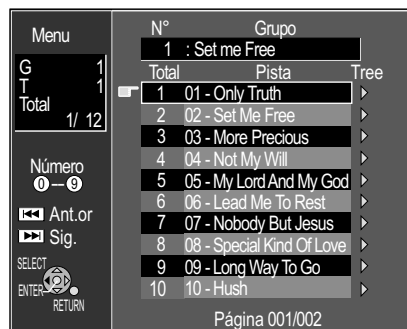 Menu
G 1
T 1
Total
1/ 12
Número
0 -- 9
Ant.or
Sig.
SELECT
ENTER
RETURN
N° Grupo
1 : Set me Free
Total Pista Tree
1 01 - Only Truth
2 02 - Set Me Free
3 03 - More Precious
4 04 - Not My Will
5 05 - My Lord And My God
6 06 - Lead Me To Rest
7 07 - Nobody But Jesus
8 08 - Special Kind Of Love
9 09 - Long Way To Go
10 10 - Hush
Página 001/002